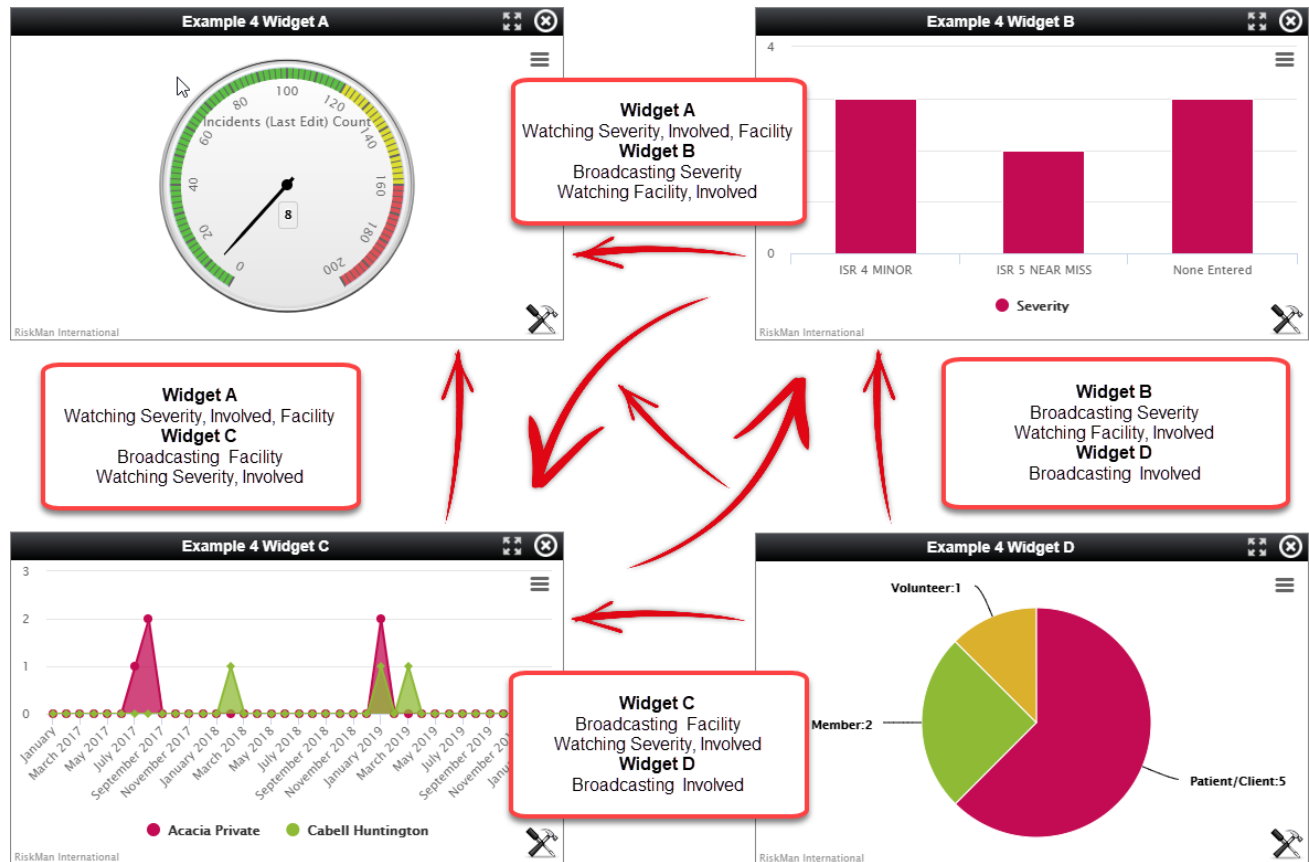 Example 4 Widget A
0
20
40
60
80
100
120
140
160
180
200
Incidents (Last Edit) Count
8
RiskMan International
Widget A
Watching Severity, Involved, Facility
Widget B
Broadcasting Severity
Watching Facility, Involved
Example 4 Widget B
4
0
ISR 4 MINOR
ISR 5 NEAR MISS
None Entered
Severity
RiskMan International
Widget A
Watching Severity, Involved, Facility
Widget C
Broadcasting Facility
Watching Severity, Involved
Widget B
Broadcasting Severity
Watching Facility, Involved
Widget D
Broadcasting Involved
Example 4 Widget C
3
2
1
0
January
March 2017
May 2017
July 2017
September 2017
November 2017
January 2018
March 2018
May 2018
July 2018
September 2018
November 2018
January 2019
March 2019
May 2019
July 2019
September 2019
Acacia Private
Cabell Huntington
RiskMan International
Widget C
Broadcasting Facility
Watching Severity, Involved
Widget D
Broadcasting Involved
Example 4 Widget D
Volunteer:1
Member:2
Patient/Client:5
RiskMan International